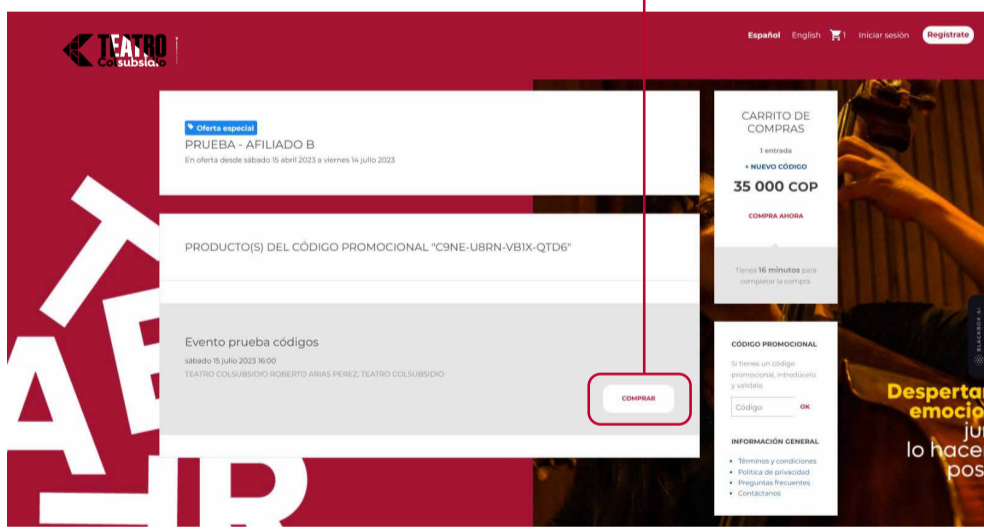 TEATRO
Colsubsidio
Español English 1 Iniciar sesión Regístrate
Oferta especial
PRUEBA - AFILIADO B
En oferta desde sábado 15 abril 2023 a viernes 14 julio 2023
PRODUCTO(S) DEL CÓDIGO PROMOCIONAL "C9NE-U8RN-VB1X-QTD6"
Evento prueba códigos
sábado 15 julio 2023 16:00
TEATRO COLSUBSIDIO ROBERTO ARIAS PEREZ; TEATRO COLSUBSIDIO
COMPRAR
CARRITO DE
COMPRAS
1 entrada
+ NUEVO CÓDIGO
35 000 COP
COMPRA AHORA
Tienes 16 minutos para
completar la compra.
CÓDIGO PROMOCIONAL
Si tienes un código
promocional, introdúcelo
y valídalo.
Código OK
INFORMACIÓN GENERAL
• Términos y condiciones
• Política de privacidad
• Preguntas frecuentes
• Contáctanos
BLACKBOX AI
Desperta
emocio
ju
lo hace
pos
T
E
A
T
R